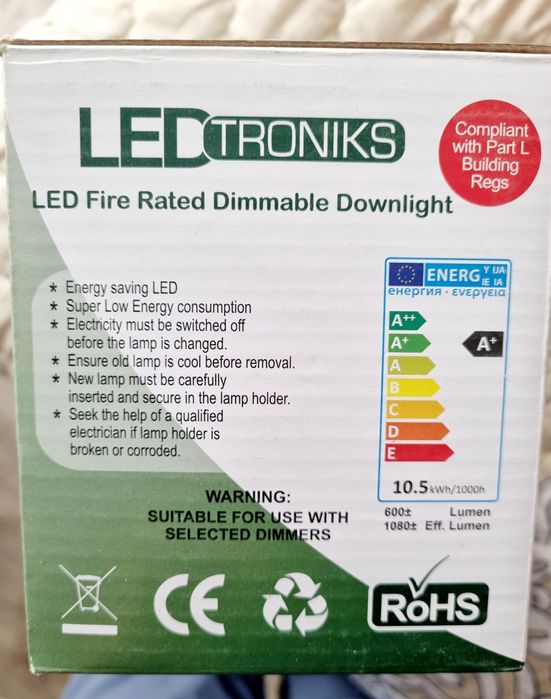 LEDTRONIKS
Compliant
with Part L
Building
Regs
LED Fire Rated Dimmable Downlight
* Energy saving LED
* Super Low Energy consumption
* Electricity must be switched off
before the lamp is changed.
* Ensure old lamp is cool before removal.
* New lamp must be carefully
inserted and secure in the lamp holder.
* Seek the help of a qualified
electrician if lamp holder is
broken or corroded.
ENERG Y IJA
IE IA
енергия · ενεργεια
A++
A+
A+
A
B
C
D
E
10.5 kWh/1000h
600± Lumen
1080± Eff. Lumen
WARNING:
SUITABLE FOR USE WITH
SELECTED DIMMERS
CE
RoHS